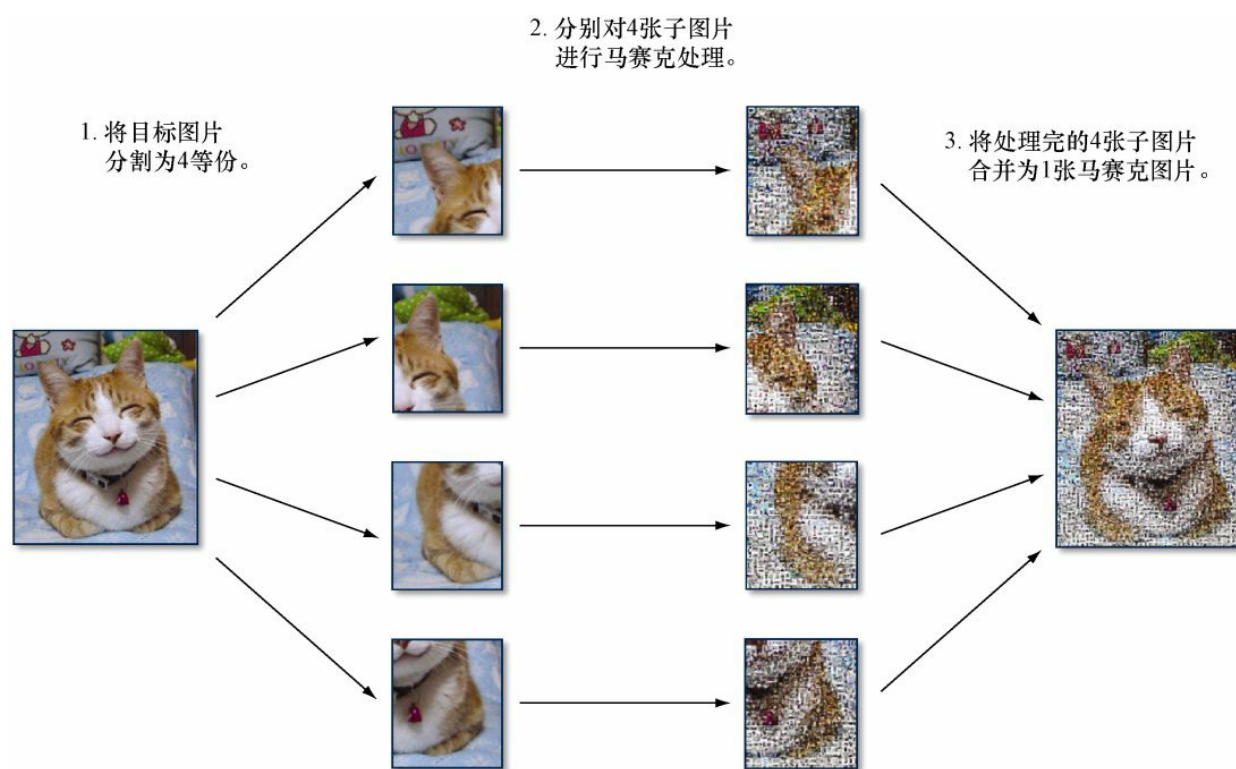 2. 分别对4张子图片
进行马赛克处理。
1. 将目标图片
分割为4等份。
3. 将处理完的4张子图片
合并为1张马赛克图片。